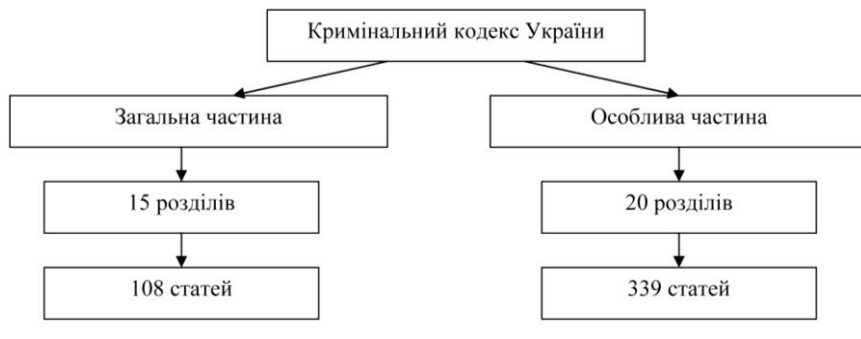 Кримінальний кодекс України
Загальна частина
Особлива частина
15 розділів
20 розділів
108 статей
339 статей